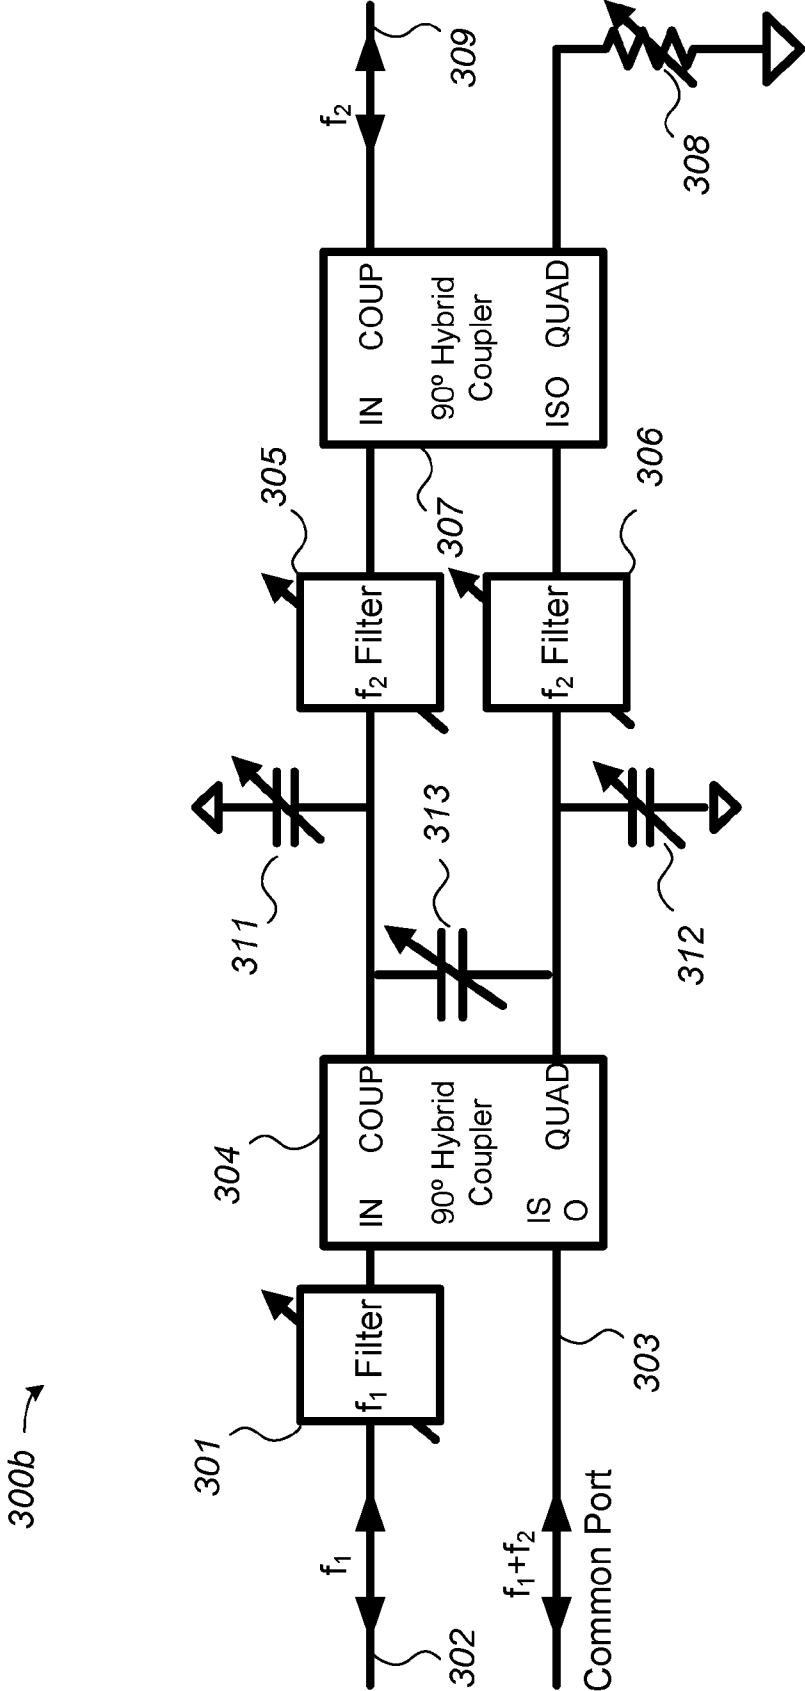 300b
302
f₁
301
f₁ Filter
f₁+f₂
Common Port
303
304
IN COUP
90º Hybrid
Coupler
IS
O
QUAD
311
313
312
305
f₂ Filter
306
f₂ Filter
307
IN COUP
90º Hybrid
Coupler
ISO QUAD
f₂
309
308